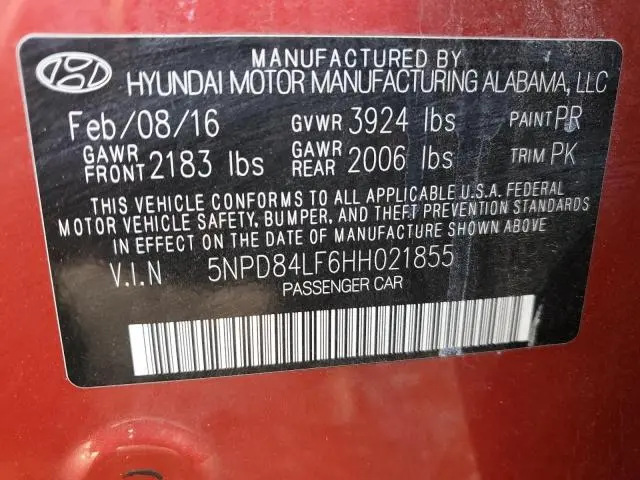 MANUFACTURED BY
HYUNDAI MOTOR MANUFACTURING ALABAMA, LLC
Feb/08/16 GVWR 3924 lbs PAINT PR
GAWR FRONT 2183 lbs GAWR REAR 2006 lbs TRIM PK
THIS VEHICLE CONFORMS TO ALL APPLICABLE U.S.A. FEDERAL
MOTOR VEHICLE SAFETY, BUMPER, AND THEFT PREVENTION STANDARDS
IN EFFECT ON THE DATE OF MANUFACTURE SHOWN ABOVE.
V.I.N 5NPD84LF6HH021855
PASSENGER CAR